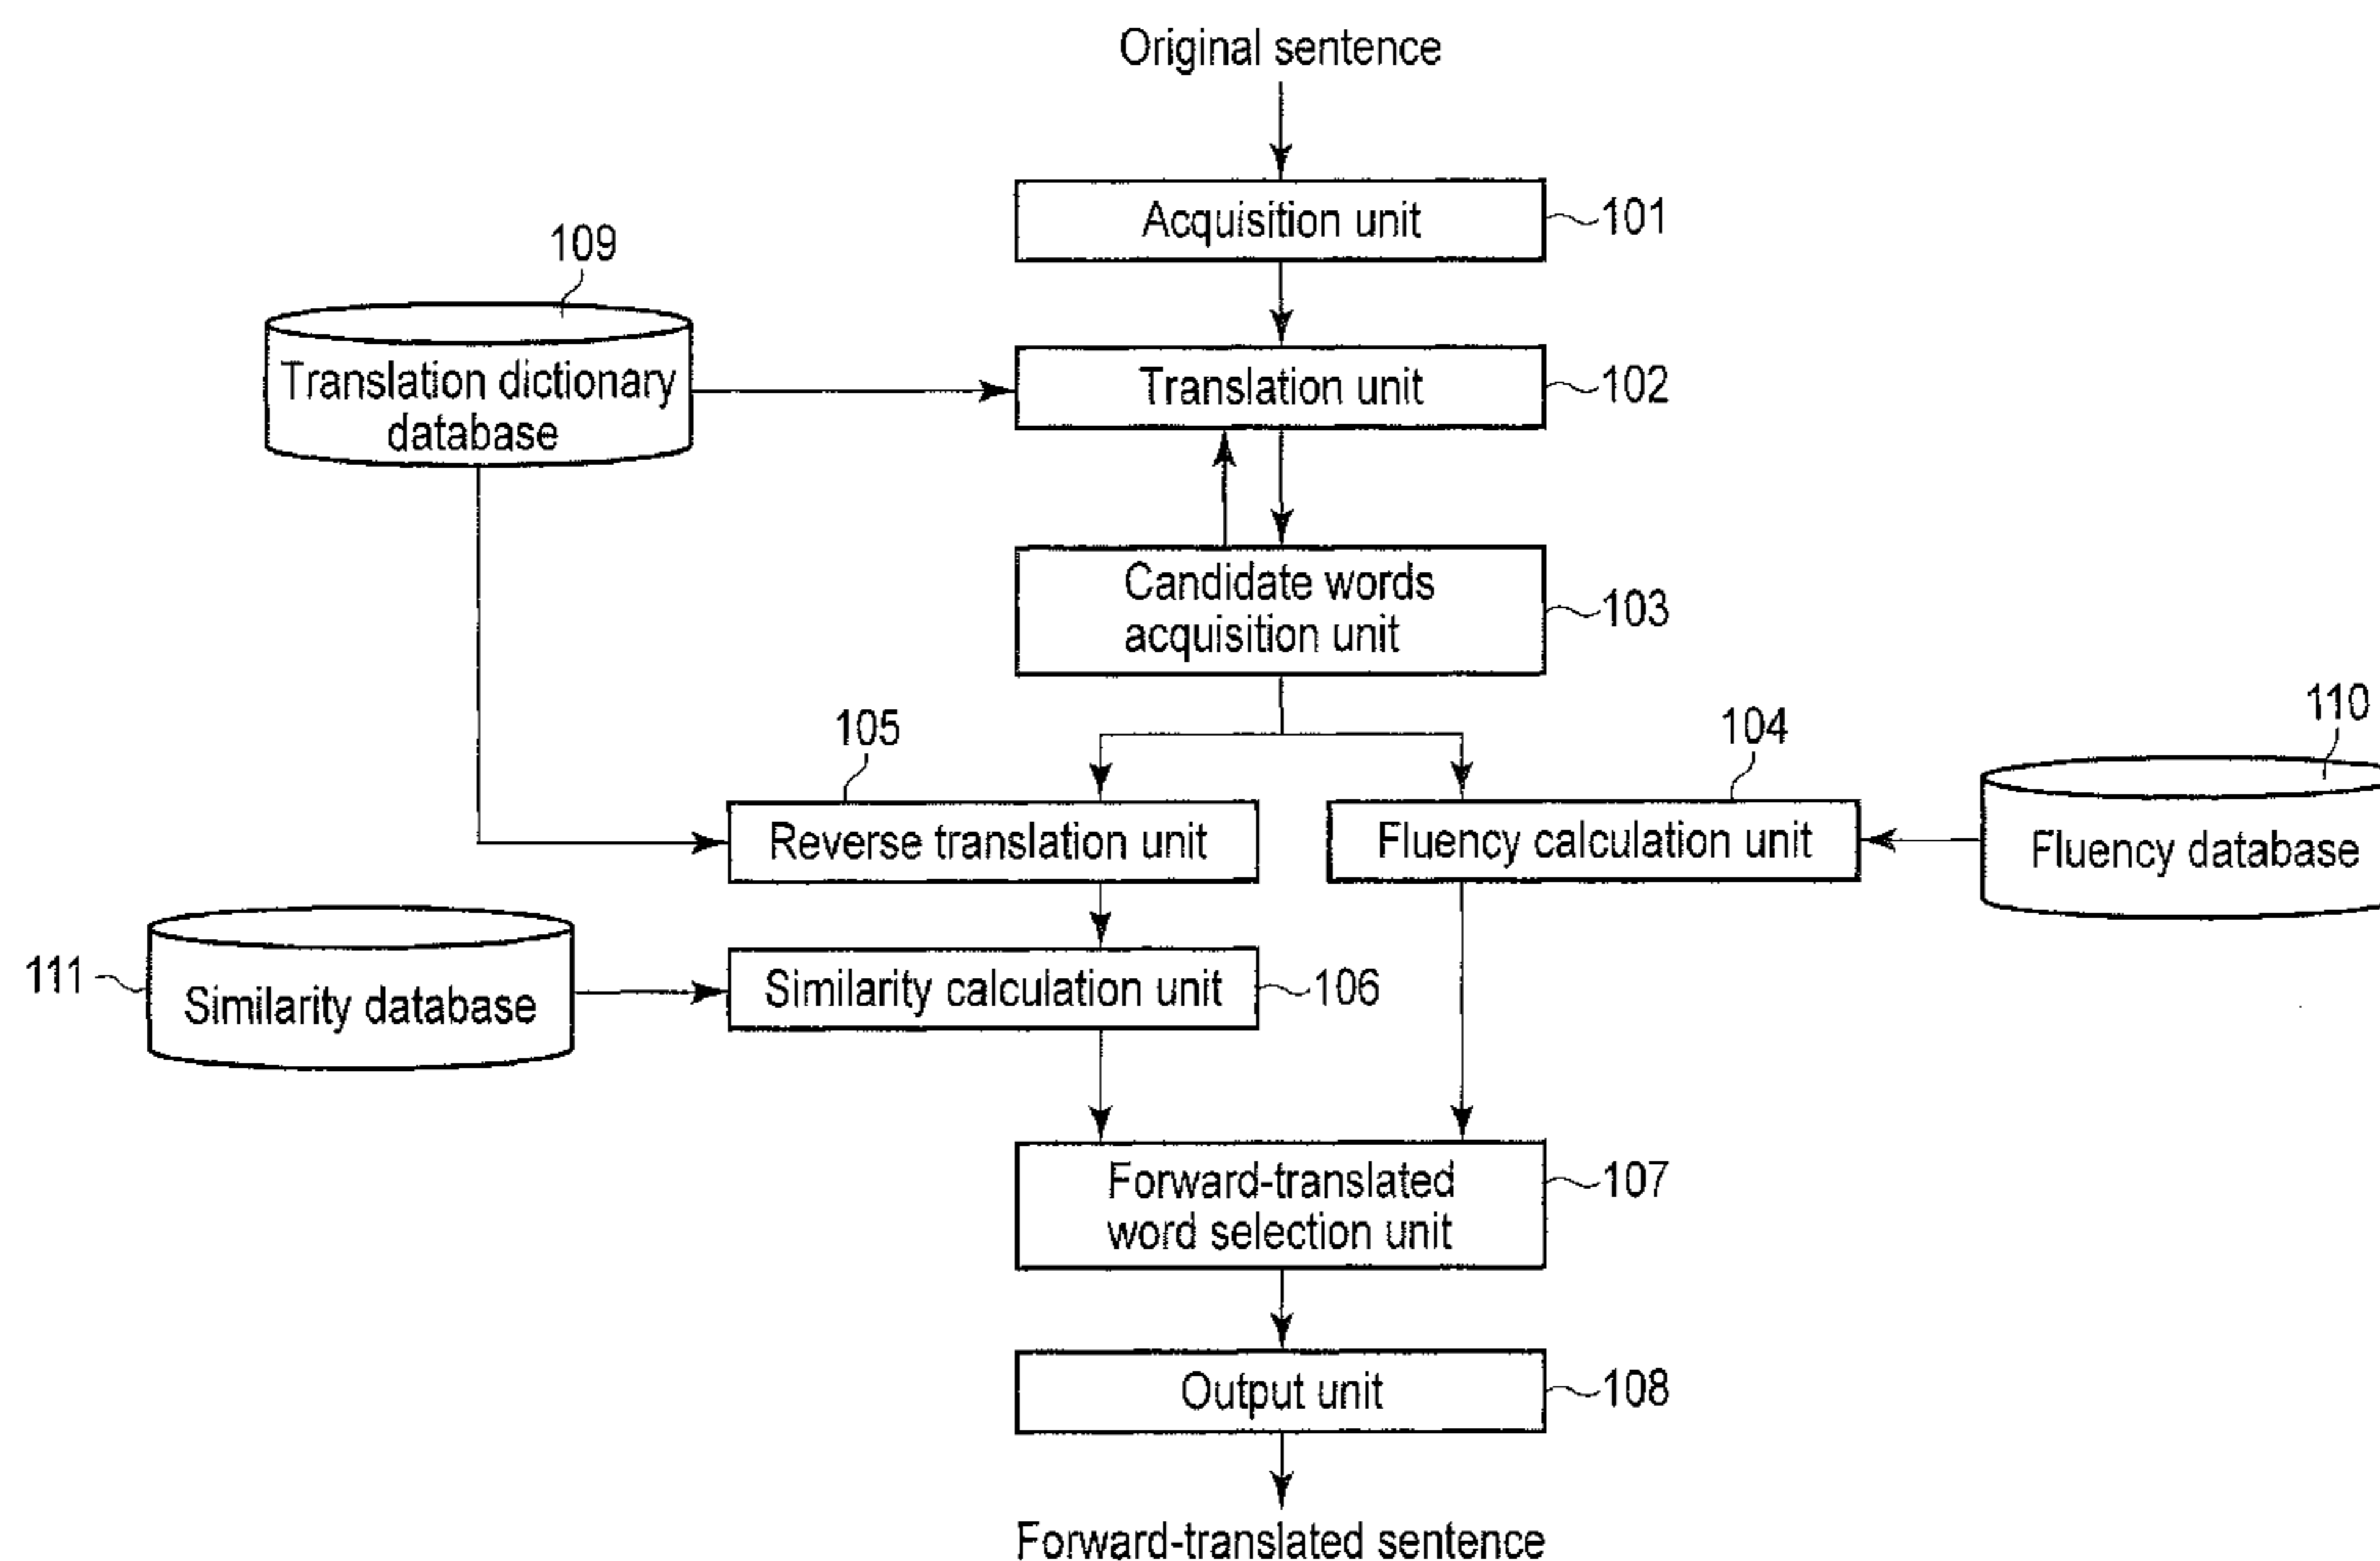 Original sentence
Acquisition unit
101
109
Translation dictionary
database
Translation unit
102
Candidate words
acquisition unit
103
105
104
110
Reverse translation unit
Fluency calculation unit
Fluency database
111
Similarity database
Similarity calculation unit
106
Forward-translated
word selection unit
107
Output unit
108
Forward-translated sentence